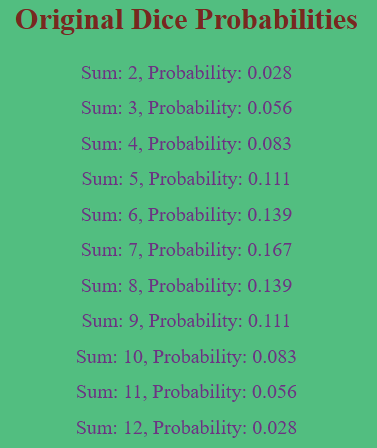 Original Dice Probabilities
Sum: 2, Probability: 0.028
Sum: 3, Probability: 0.056
Sum: 4, Probability: 0.083
Sum: 5, Probability: 0.111
Sum: 6, Probability: 0.139
Sum: 7, Probability: 0.167
Sum: 8, Probability: 0.139
Sum: 9, Probability: 0.111
Sum: 10, Probability: 0.083
Sum: 11, Probability: 0.056
Sum: 12, Probability: 0.028